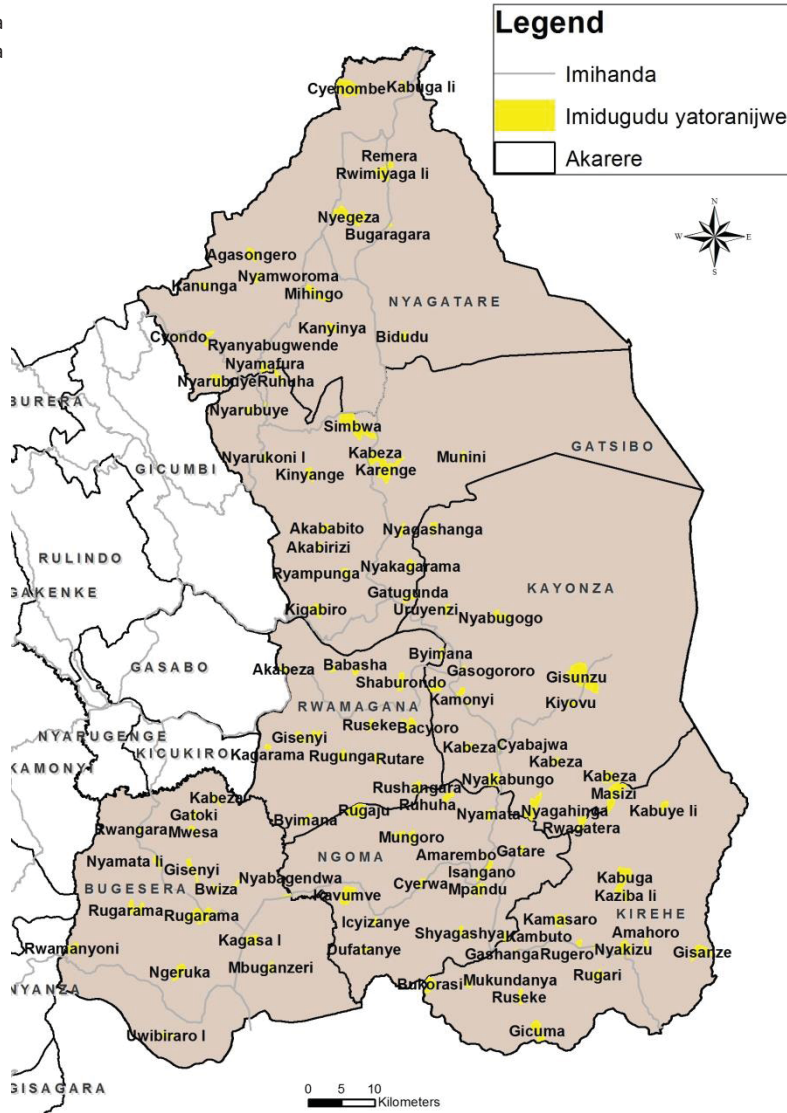 a
a
Legend
Imihanda
Imidugudu yatoranijwe
Akarere
N
W E
S
Cyenombe Kabuga Ii
Remera
Rwimiyaga Ii
Nyegeza
Bugaragara
Agasongero
Nyamworoma
Kanunga
Mihingo
NYAGATARE
Kanyinya
Cyondo
Bidudu
Ryanyabugwende
Nyamafura
Nyarubuye Ruhuha
BURERA
Nyarubuye
Simbwa
GATSIBO
Kabeza
Nyarukoni I
Munini
Karenge
GICUMBI
Kinyange
Akababito
Nyagashanga
Akabirizi
RULINDO
Nyakagarama
Ryampunga
GAKENKE
KAYONZA
Gatugunda
Kigabiro
Uruyenzi
Nyabugogo
Byimana
GASABO
Babasha
Akabeza
Gasogororo
Shaburondo
Gisunzu
Kamonyi
Kiyovu
RWAMAGANA
Ruseke Bacyoro
NYARUGENGE
Gisenyi
Kabeza Cyabajwa
KICUKIRO
Kagarama
Rugunga Rutare
Kabeza
KAMONYI
Nyakabungo
Kabeza
Rushangara
Masizi
Kabeza
Ruhuha
Rugaju
Nyamata
Nyagahinga
Kabuye Ii
Gatoki
Byimana
Rwagatera
Rwangara
Mwesa
Mungoro
NGOMA
Amarembo
Gatare
Nyamata Ii
Gisenyi
Isangano
Kabuga
Nyabagendwa
Cyerwa
Mpandu
BUGESERA
Bwiza
Kaziba Ii
Kavumve
Rugarama
Rugarama
KIREHE
Icyizanye
Kamasaro
Amahoro
Shyagashya
Kambuto
Kagasa I
Rwamanyoni
Dufatanye
Gashanga Rugero
Nyakizu
Gisanze
Ngeruka
Mbuganzeri
Rugari
Bukorasi
Mukundanya
NYANZA
Ruseke
Uwibiraro I
Gicuma
GISAGARA
0 5 10
Kilometers